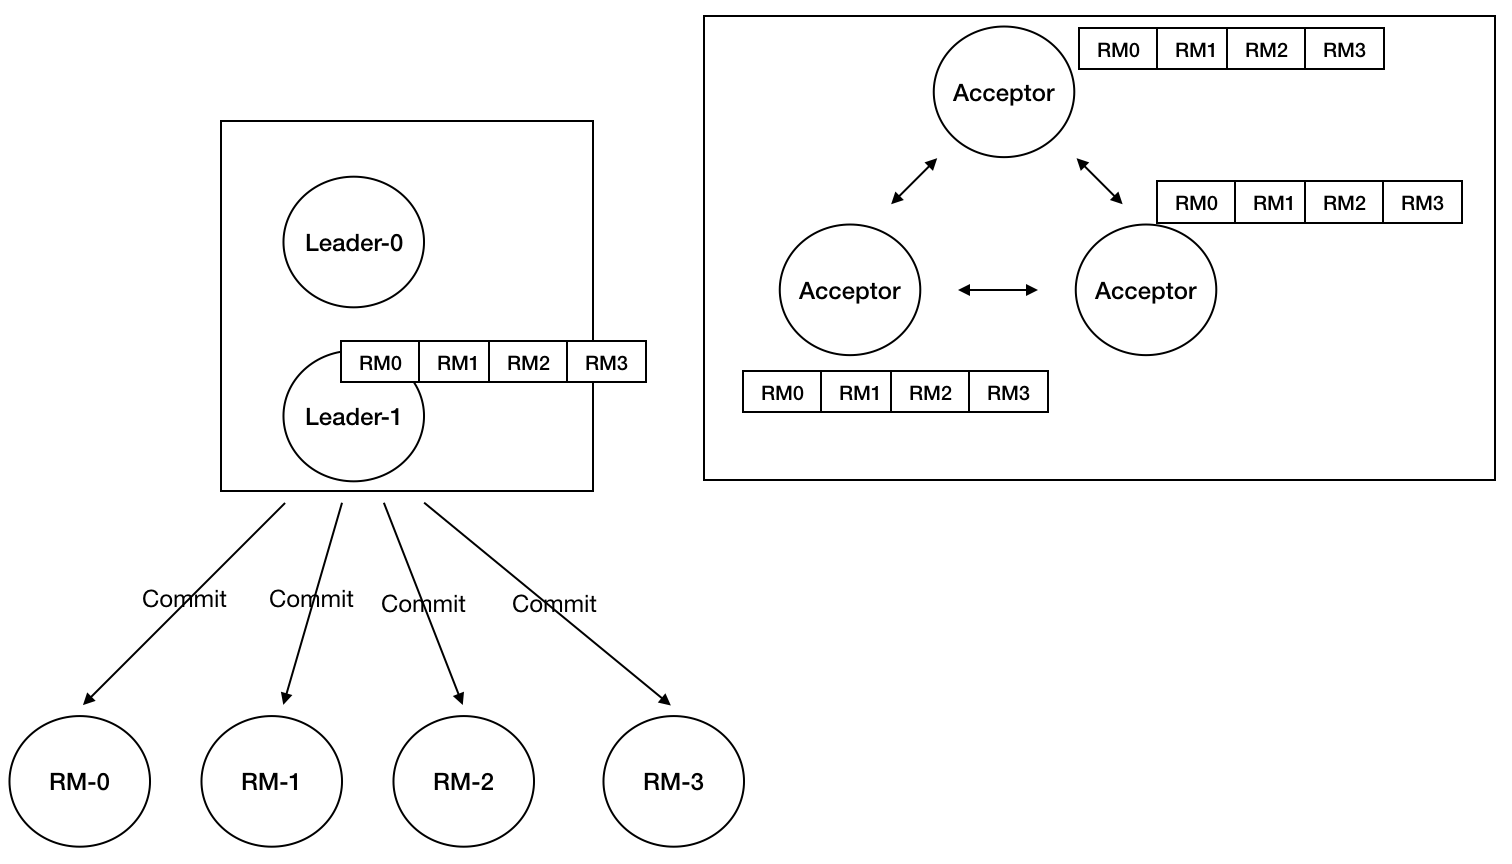 RM0 RM1 RM2 RM3
Acceptor
RM0 RM1 RM2 RM3
Leader-0
Acceptor
Acceptor
RM0 RM1 RM2 RM3
RM0 RM1 RM2 RM3
Leader-1
Commit Commit Commit Commit
RM-0 RM-1 RM-2 RM-3